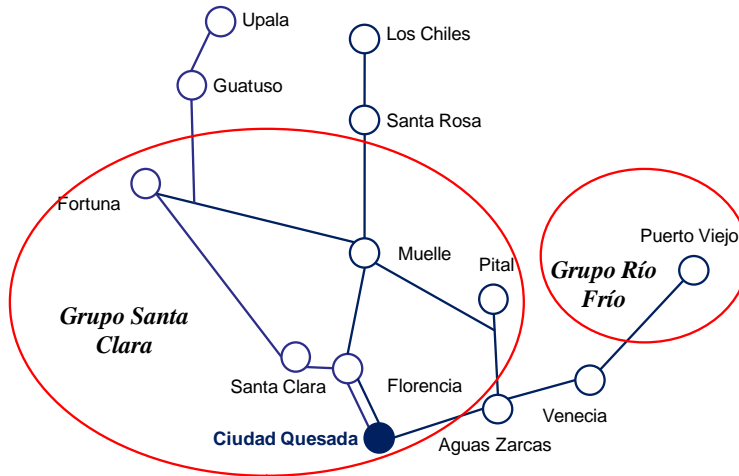 Upala
Los Chiles
Guatuso
Santa Rosa
Fortuna
Muelle
Pital
Puerto Viejo
Grupo Río
Frío
Grupo Santa
Clara
Santa Clara
Florencia
Venecia
Ciudad Quesada
Aguas Zarcas